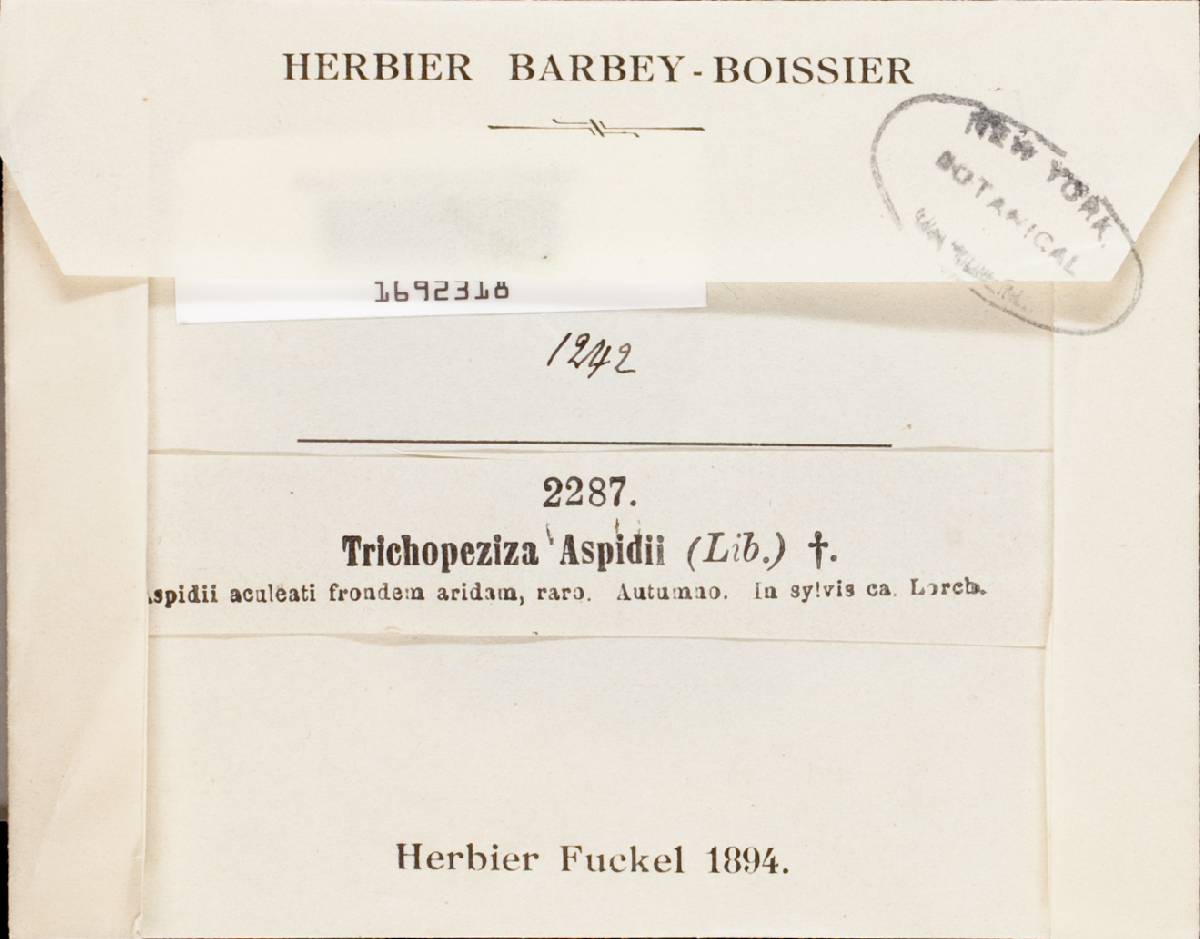 HERBIER BARBEY-BOISSIER
NEW YORK
BOTANICAL
1692318
1242
2287.
Trichopeziza Aspidii (Lib.) †.
spidii aculeati frondem aridam, raro. Autumno. In sylvis ca. Lorch.
Herbier Fuckel 1894.